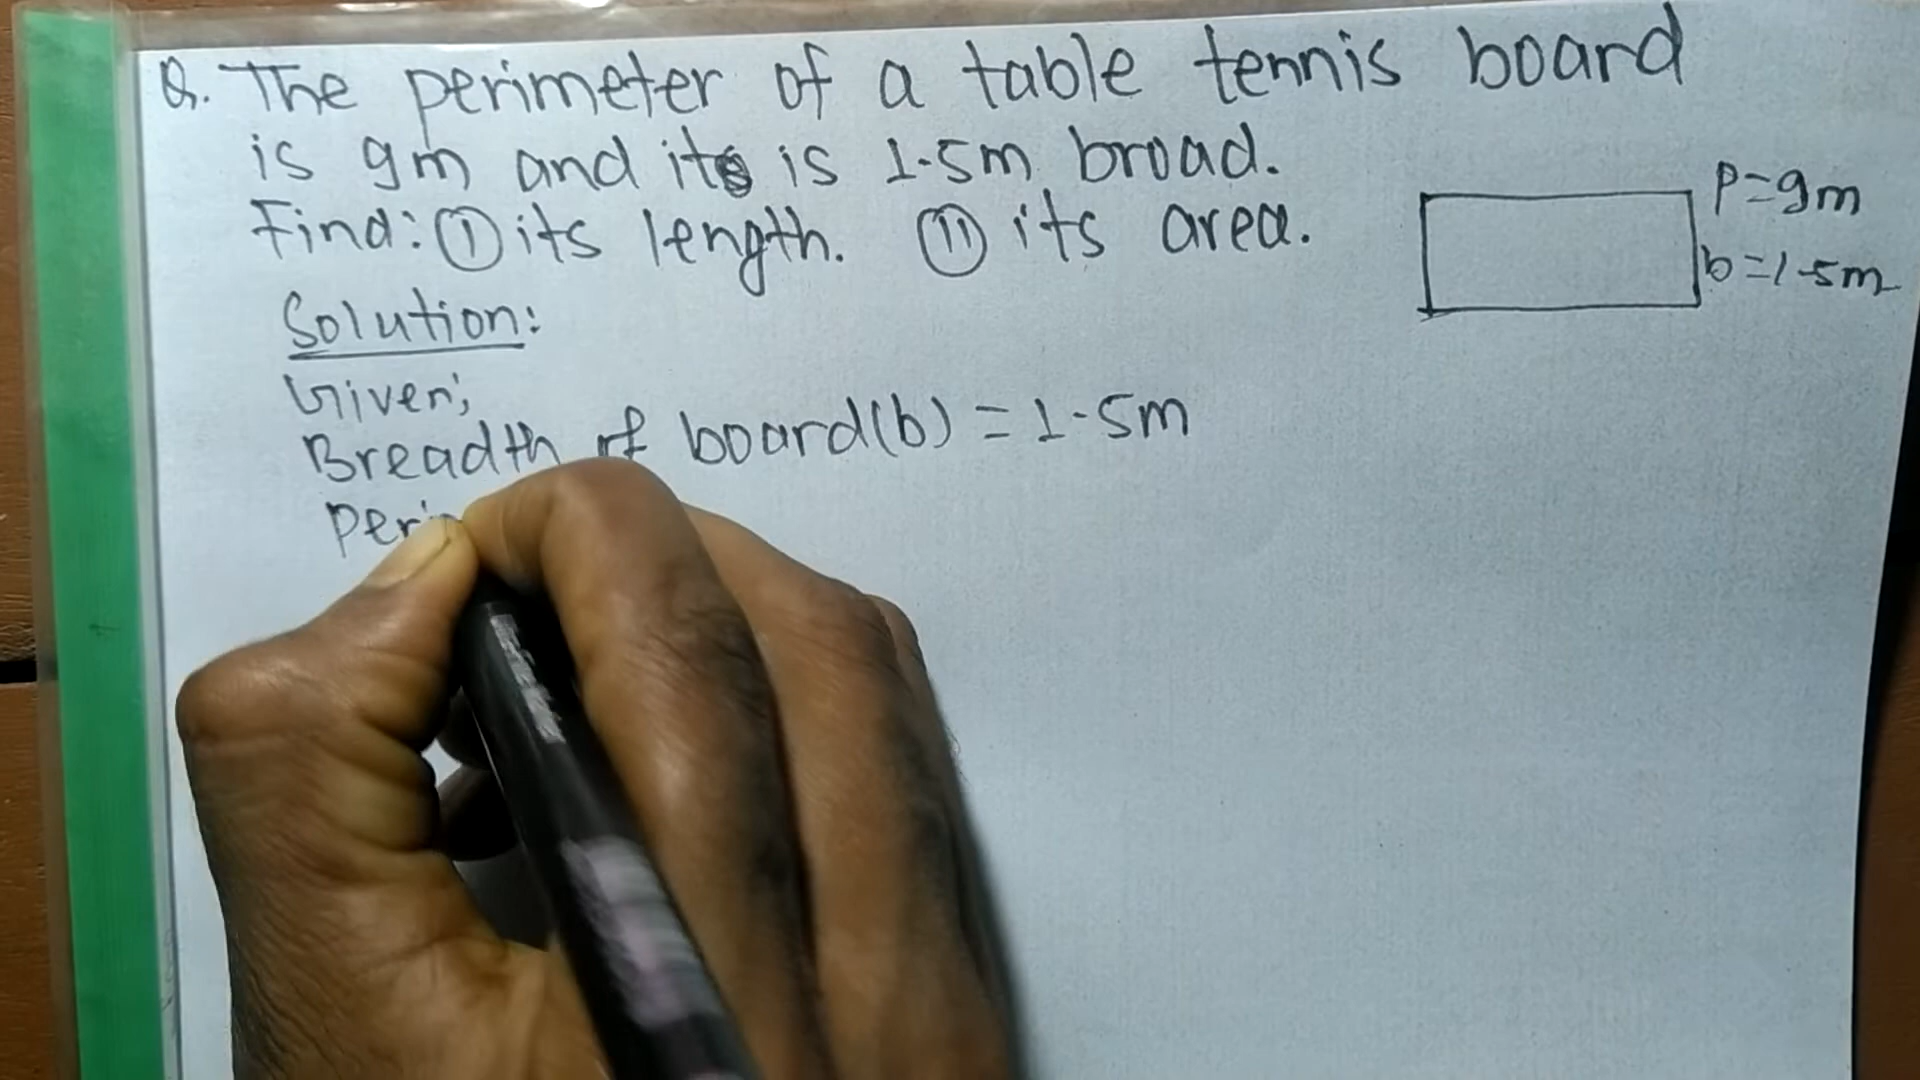 Q. The perimeter of a table tennis board
is 9m and it is 1.5m broad.
Find: (i) its length. (ii) its area.
P=9m
b=1.5m
Solution:
Given;
Breadth of board(b) = 1.5m